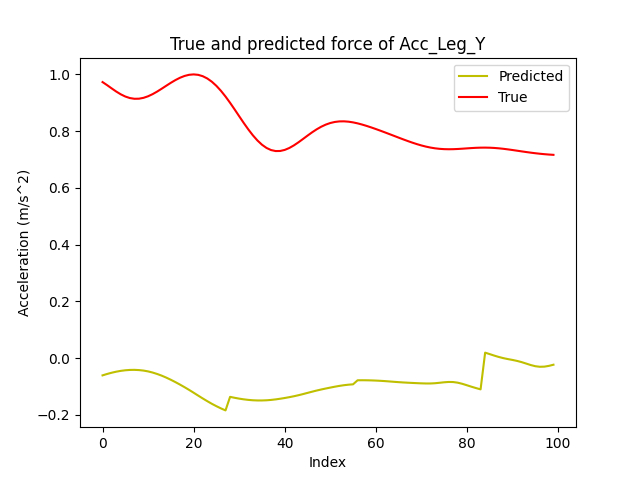 True and predicted force of Acc_Leg_Y
Predicted
True
1.0
0.8
0.6
0.4
0.2
0.0
−0.2
Acceleration (m/s^2)
0 20 40 60 80 100
Index